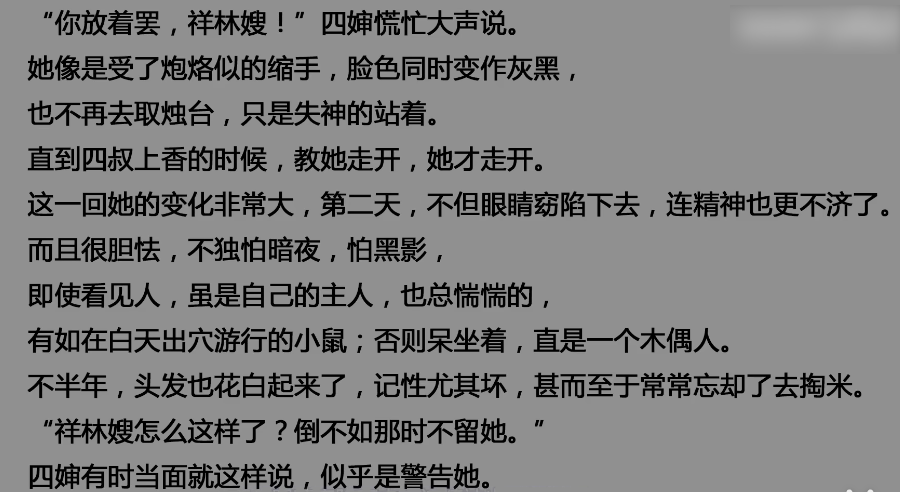 “你放着罢，祥林嫂！”四婶慌忙大声说。
她像是受了炮烙似的缩手，脸色同时变作灰黑，
也不再去取烛台，只是失神的站着。
直到四叔上香的时候，教她走开，她才走开。
这一回她的变化非常大，第二天，不但眼睛窈陷下去，连精神也更不济了。
而且很胆怯，不独怕暗夜，怕黑影，
即使看见人，虽是自己的主人，也总惴惴的，
有如在白天出穴游行的小鼠；否则呆坐着，直是一个木偶人。
不半年，头发也花白起来了，记性尤其坏，甚而至于常常忘却了去掏米。
“祥林嫂怎么这样了？倒不如那时不留她。”
四婶有时当面就这样说，似乎是警告她。